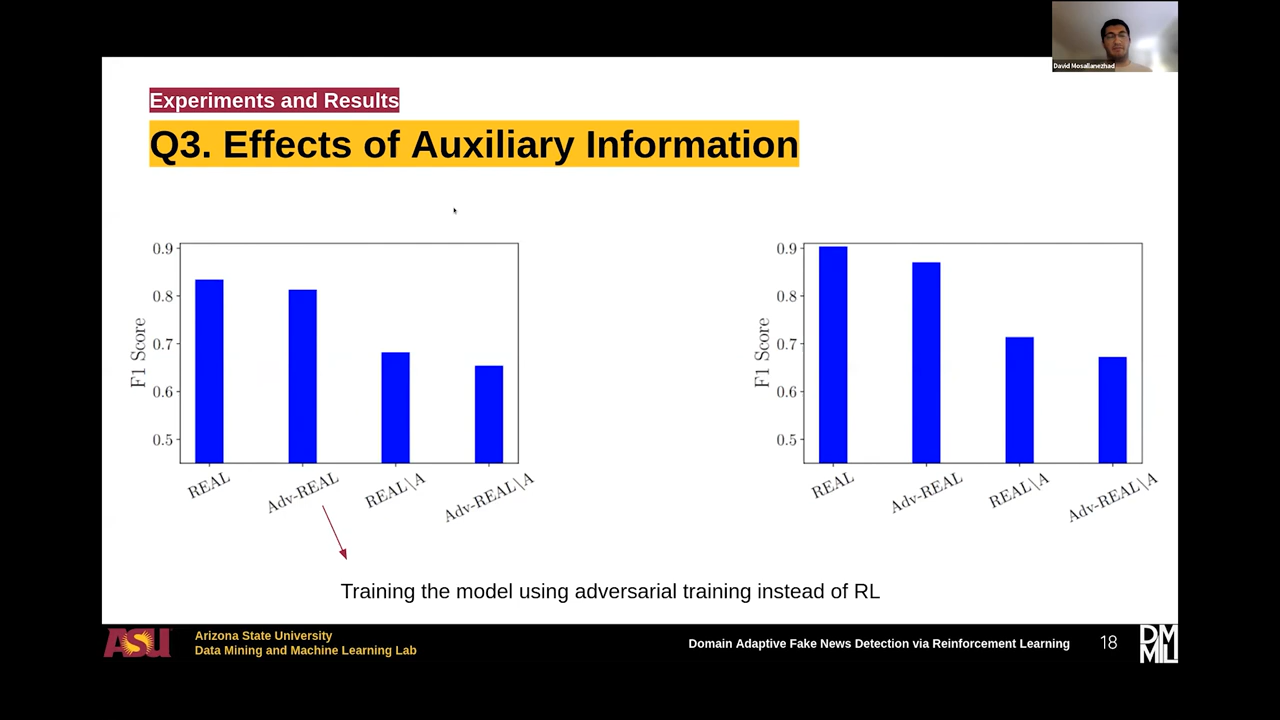 David Mosallanezhad
Experiments and Results
Q3. Effects of Auxiliary Information
0.9
0.8
0.7
0.6
0.5
F1 Score
REAL
Adv-REAL
REAL\A
Adv-REAL\A
0.9
0.8
0.7
0.6
0.5
F1 Score
REAL
Adv-REAL
REAL\A
Adv-REAL\A
Training the model using adversarial training instead of RL
ASU
Arizona State University
Data Mining and Machine Learning Lab
Domain Adaptive Fake News Detection via Reinforcement Learning
18
DM
ML